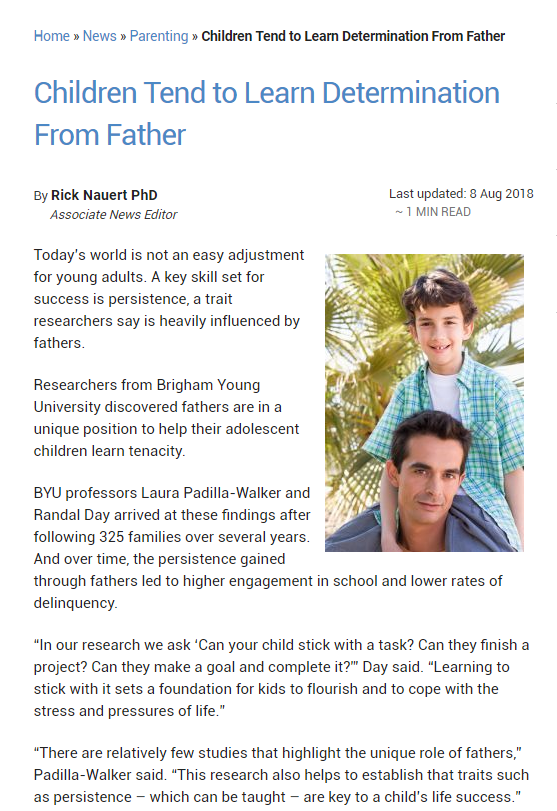 Home » News » Parenting » Children Tend to Learn Determination From Father
Children Tend to Learn Determination
From Father
By Rick Nauert PhD
Associate News Editor
Last updated: 8 Aug 2018
~ 1 MIN READ
Today's world is not an easy adjustment
for young adults. A key skill set for
success is persistence, a trait
researchers say is heavily influenced by
fathers.
Researchers from Brigham Young
University discovered fathers are in a
unique position to help their adolescent
children learn tenacity.
BYU professors Laura Padilla-Walker and
Randal Day arrived at these findings after
following 325 families over several years.
And over time, the persistence gained
through fathers led to higher engagement in school and lower rates of
delinquency.
“In our research we ask ‘Can your child stick with a task? Can they finish a
project? Can they make a goal and complete it?’” Day said. “Learning to
stick with it sets a foundation for kids to flourish and to cope with the
stress and pressures of life.”
“There are relatively few studies that highlight the unique role of fathers,”
Padilla-Walker said. “This research also helps to establish that traits such
as persistence – which can be taught – are key to a child’s life success.”